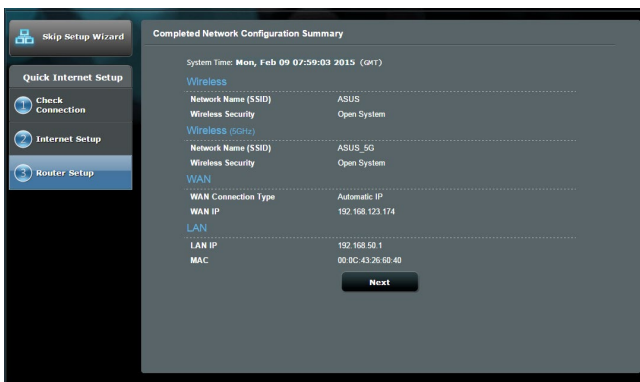 Skip Setup Wizard
Quick Internet Setup
1 Check Connection
2 Internet Setup
3 Router Setup
Completed Network Configuration Summary
System Time: Mon, Feb 09 07:59:03 2015 (GMT)
Wireless
Network Name (SSID) ASUS
Wireless Security Open System
Wireless (5GHz)
Network Name (SSID) ASUS_5G
Wireless Security Open System
WAN
WAN Connection Type Automatic IP
WAN IP 192.168.123.174
LAN
LAN IP 192.168.50.1
MAC 00:0C:43:26:60:40
Next